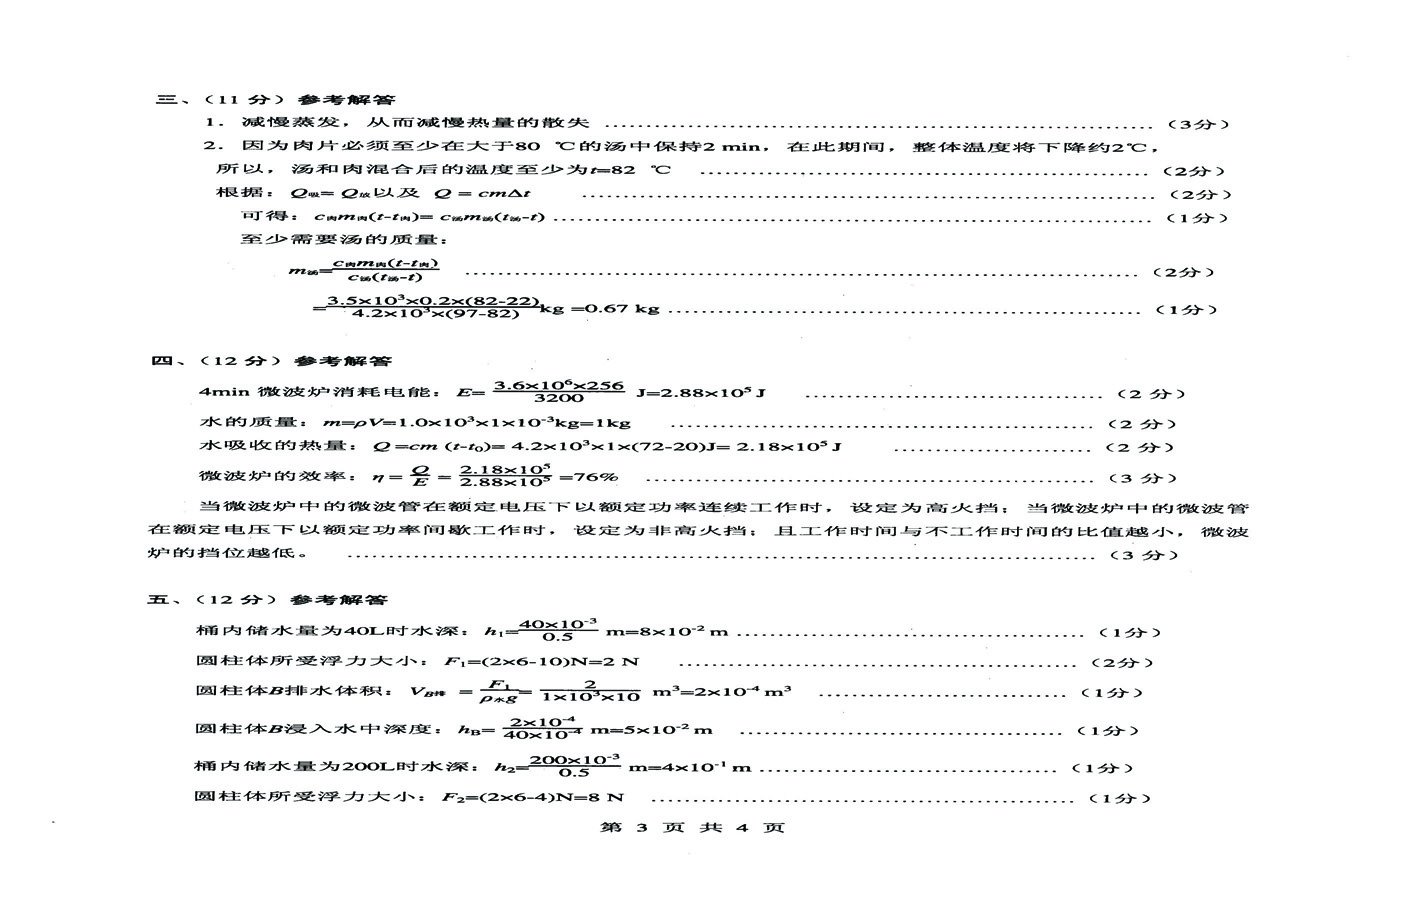 三、（11 分）参考解答
1． 减慢蒸发，从而减慢热量的散失 ……………………………………（3分）
2． 因为肉片必须至少在大于80 ℃的汤中保持2 min，在此期间，整体温度将下降约2℃，
所以，汤和肉混合后的温度至少为t=82 ℃ ……………………………………（2分）
根据：Q吸= Q放以及 Q = cmΔt ……………………………………（2分）
可得：c肉m肉(t-t肉)= c汤m汤(t汤-t) ……………………………………（1分）
至少需要汤的质量：
m汤=c肉m肉(t-t肉)/c汤(t汤-t) ……………………………………（2分）
=3.5×10³×0.2×(82-22)/4.2×10³×(97-82) kg =0.67 kg ……………………………………（1分）
四、（12 分）参考解答
4min 微波炉消耗电能：E= 3.6×10⁶×256/3200 J=2.88×10⁵ J ……………………………………（2 分）
水的质量：m=ρV=1.0×10³×1×10⁻³kg=1kg ……………………………………（2 分）
水吸收的热量：Q =cm (t-t₀)= 4.2×10³×1×(72-20)J= 2.18×10⁵ J ……………………………………（2 分）
微波炉的效率：η = Q/E = 2.18×10⁵/2.88×10⁵ =76% ……………………………………（3 分）
当微波炉中的微波管在额定电压下以额定功率连续工作时，设定为高火挡；当微波炉中的微波管
在额定电压下以额定功率间歇工作时，设定为非高火挡；且工作时间与不工作时间的比值越小，微波
炉的挡位越低。 ……………………………………（3 分）
五、（12 分）参考解答
桶内储水量为40L时水深：h₁=40×10⁻³/0.5 m=8×10⁻² m ……………………………………（1分）
圆柱体所受浮力大小：F₁=(2×6-10)N=2 N ……………………………………（2分）
圆柱体B排水体积：VB排 = F₁/ρ水g= 2/1×10³×10 m³=2×10⁻⁴ m³ ……………………………………（1分）
圆柱体B浸入水中深度：hB= 2×10⁻⁴/40×10⁻⁴ m=5×10⁻² m ……………………………………（1分）
桶内储水量为200L时水深：h₂=200×10⁻³/0.5 m=4×10⁻¹ m ……………………………………（1分）
圆柱体所受浮力大小：F₂=(2×6-4)N=8 N ……………………………………（1分）
第 3 页 共 4 页